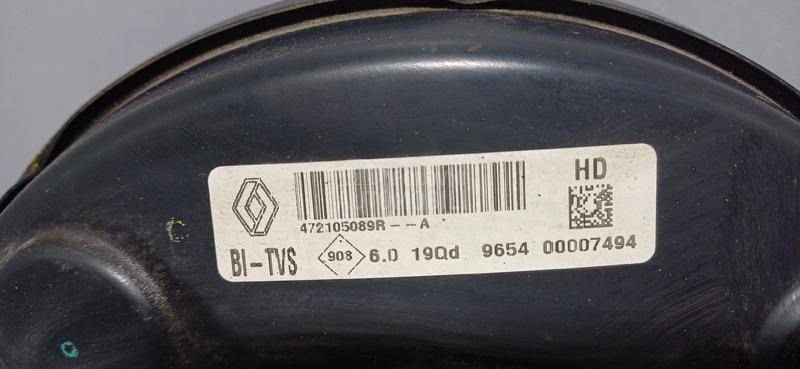 HD
472105089R--A
BI-TVS 908 6.0 19Qd 9654 00007494